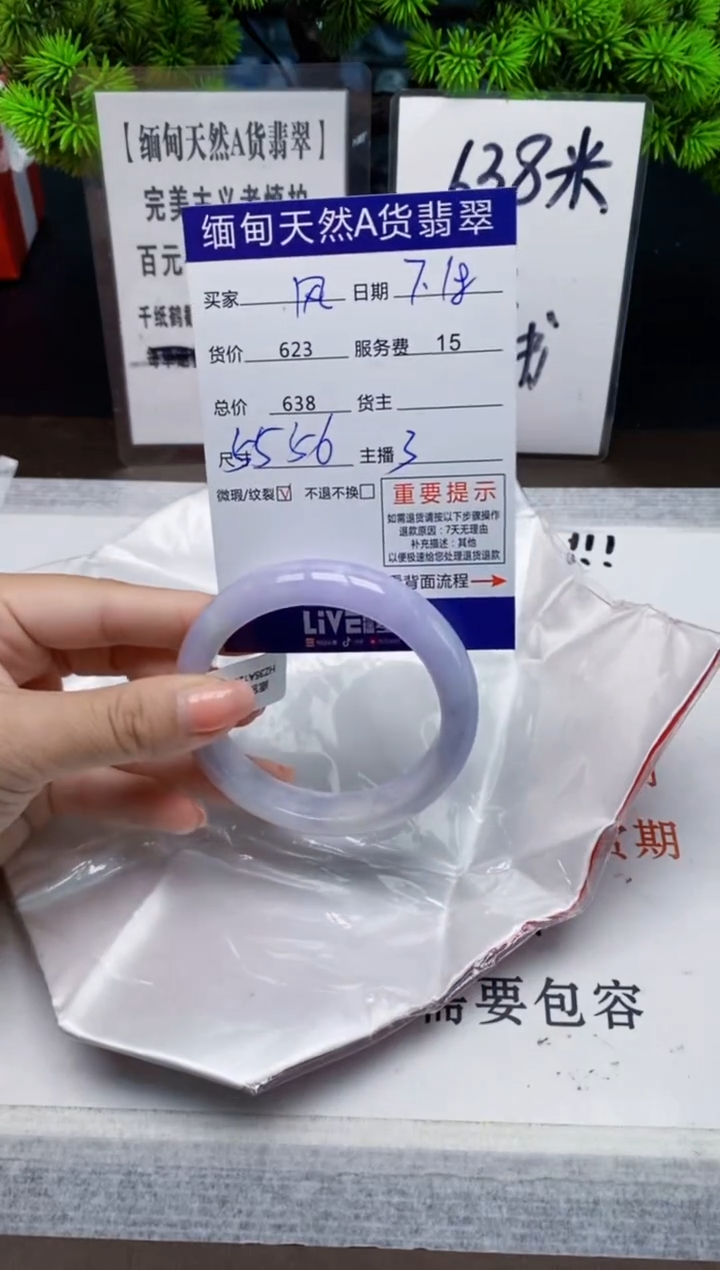 【缅甸天然A货翡翠】
完美主义者慎拍
百元
千纸鹤
638米
缅甸天然A货翡翠
买家 风 日期 7.18
货价 623 服务费 15
总价 638 货主
尺寸 55 56 主播 3
微瑕/纹裂☑ 不退不换□
重要提示
如需退货请按以下步骤操作
退款原因：7天无理由
补充描述：其他
以便极速给您处理退货退款
背面流程→
LIVE
HZ35A12
!!!
期
需要包容